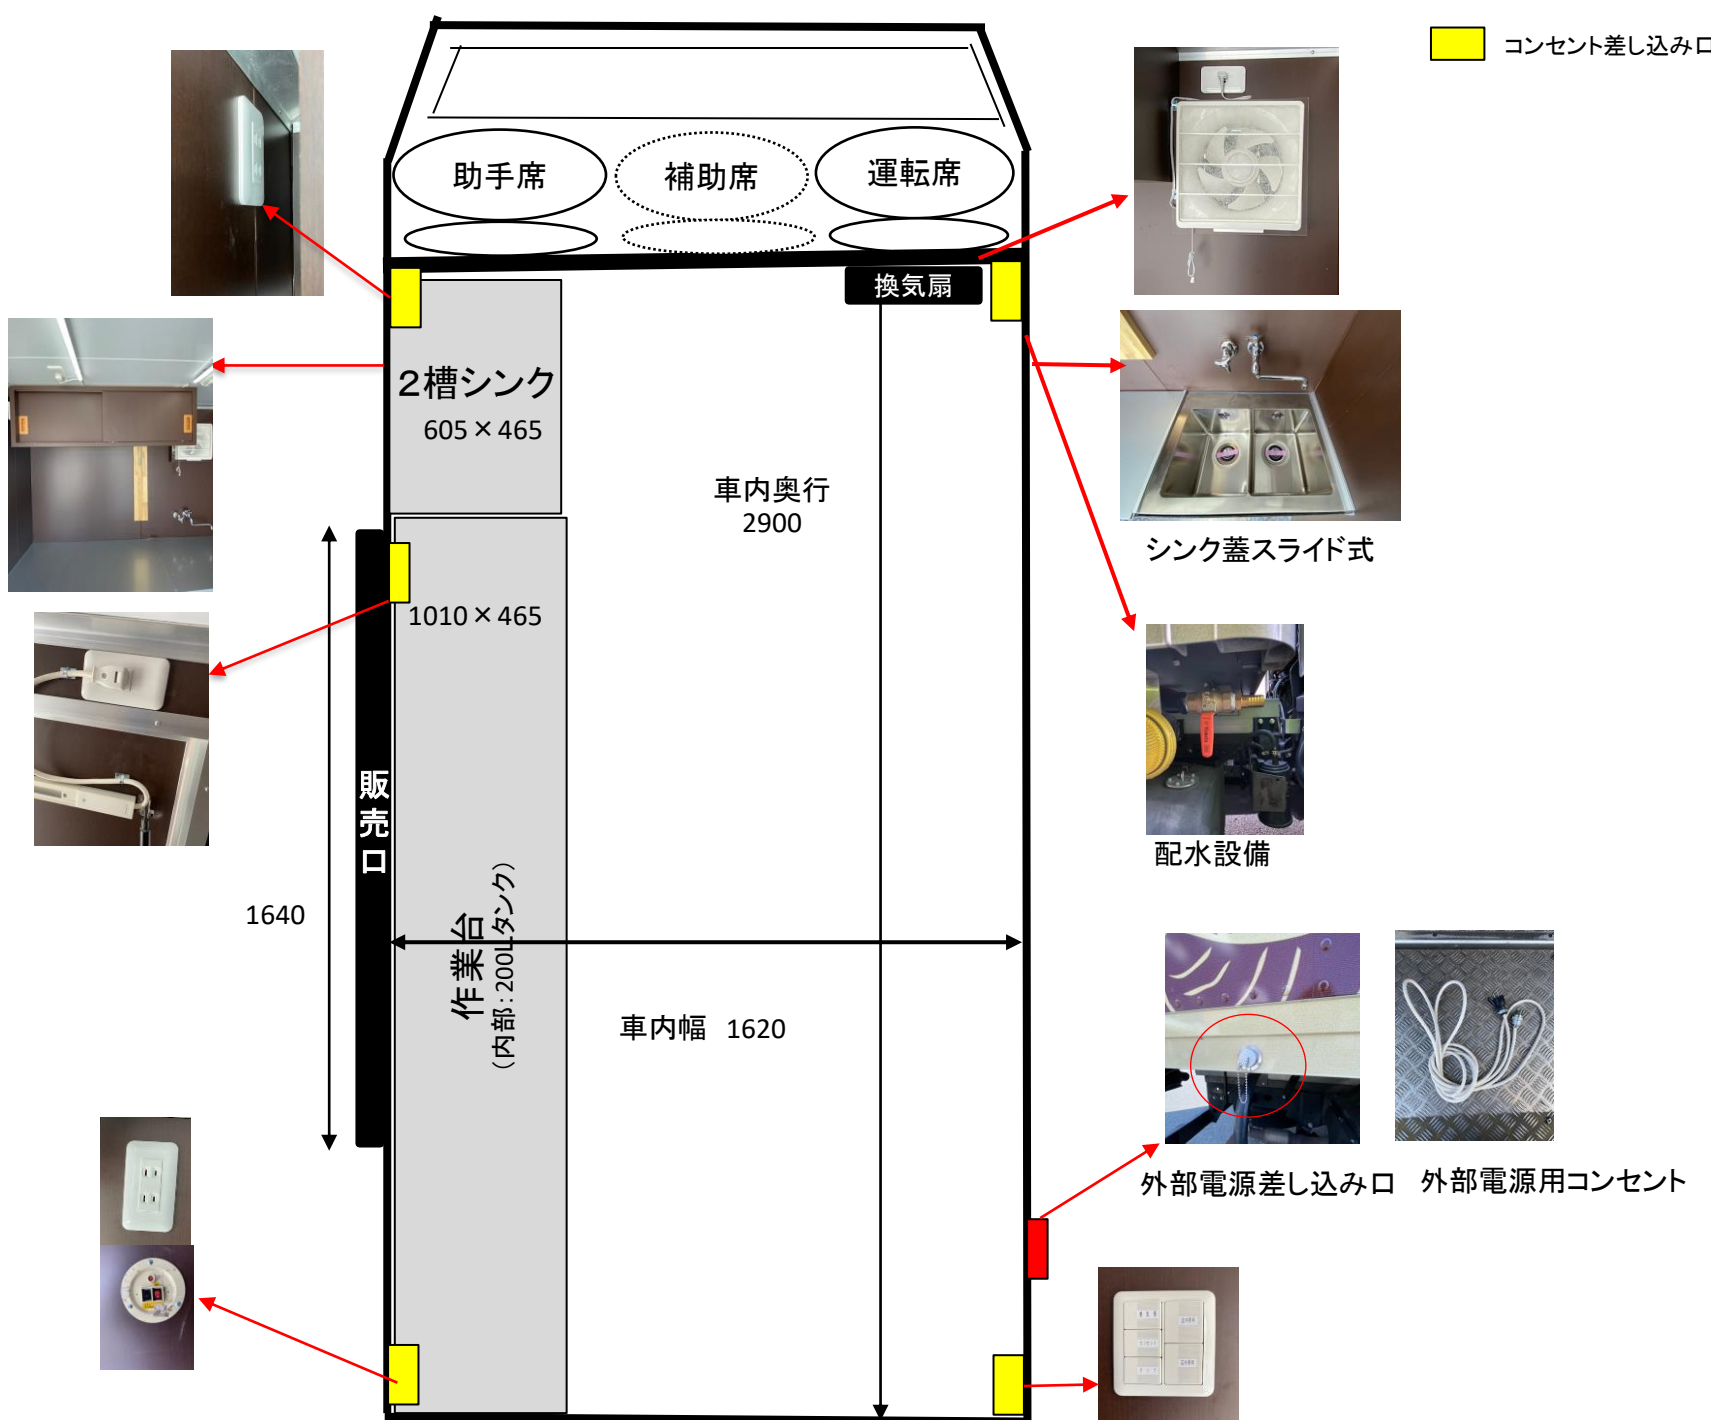 コンセント差し込み口
助手席
補助席
運転席
換気扇
2槽シンク
605×465
車内奥行
2900
シンク蓋スライド式
1010×465
販売口
配水設備
1640
作業台
(内部:200Lタンク)
車内幅 1620
外部電源差し込み口
外部電源用コンセント